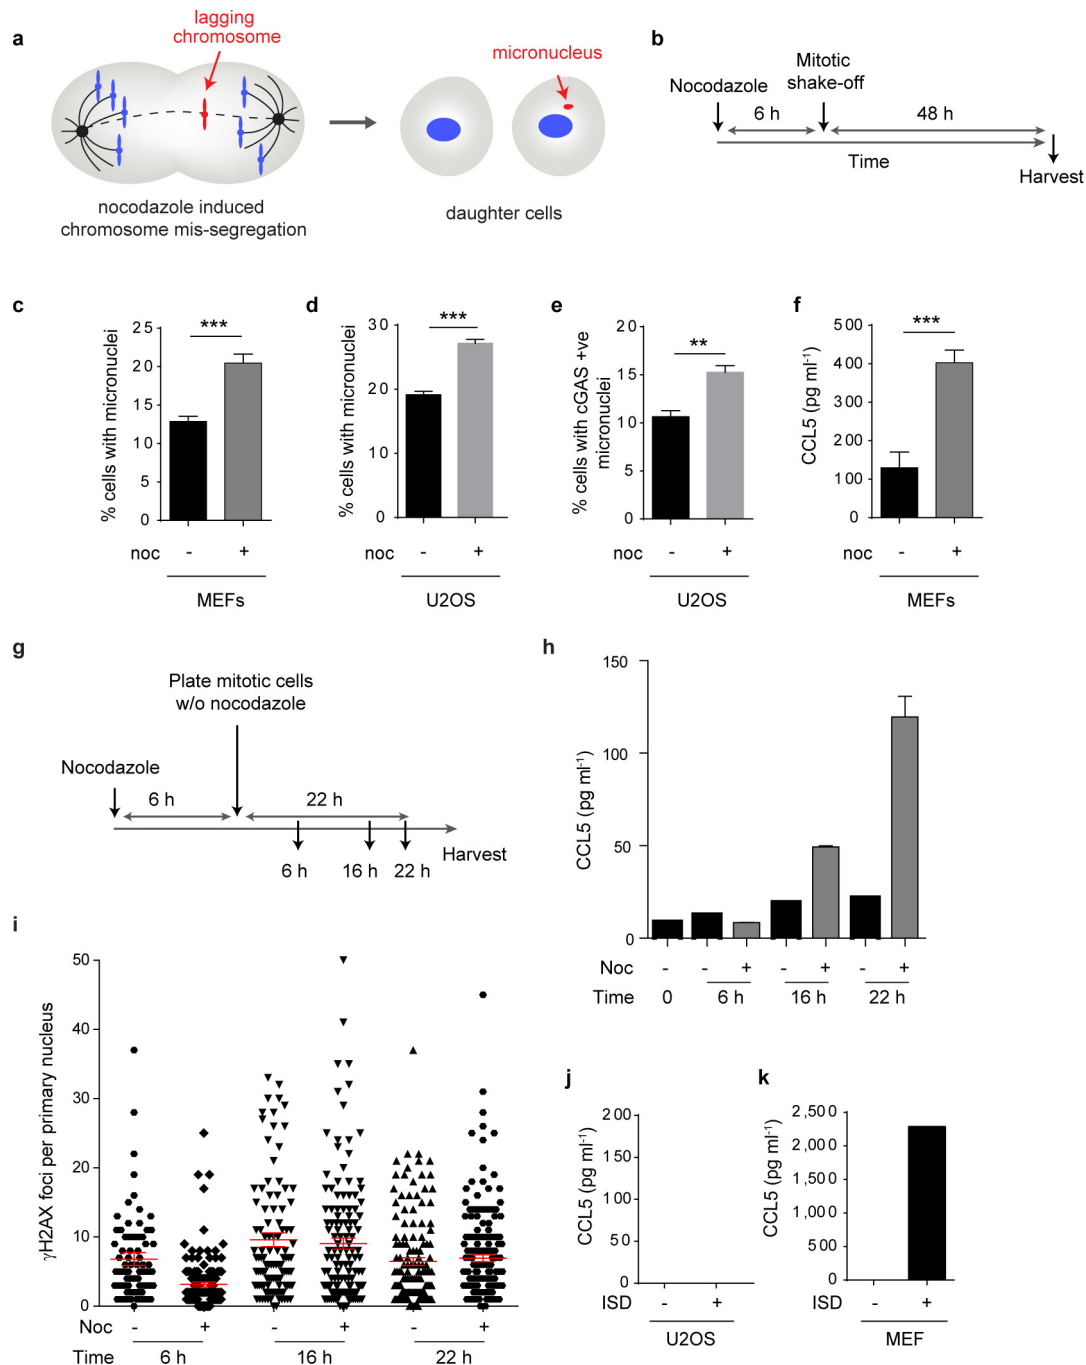 a
lagging
chromosome
micronucleus
nocodazole induced
chromosome mis-segregation
daughter cells
b
Nocodazole
Mitotic
shake-off
6 h
48 h
Time
Harvest
c
% cells with micronuclei
25
20
15
10
5
0
***
noc - +
MEFs
d
% cells with micronuclei
30
20
10
0
***
noc - +
U2OS
e
% cells with cGAS +ve
micronuclei
20
15
10
5
0
**
noc - +
U2OS
f
CCL5 (pg ml⁻¹)
500
400
300
200
100
0
***
noc - +
MEFs
g
Plate mitotic cells
w/o nocodazole
Nocodazole
6 h
22 h
Harvest
6 h 16 h 22 h
h
CCL5 (pg ml⁻¹)
150
100
50
0
Noc - - + - + - +
Time 0 6 h 16 h 22 h
i
γH2AX foci per primary nucleus
50
40
30
20
10
0
Noc - + - + - +
Time 6 h 16 h 22 h
j
CCL5 (pg ml⁻¹)
200
150
100
50
0
ISD - +
U2OS
k
CCL5 (pg ml⁻¹)
2,500
2,000
1500
1000
500
0
ISD - +
MEF